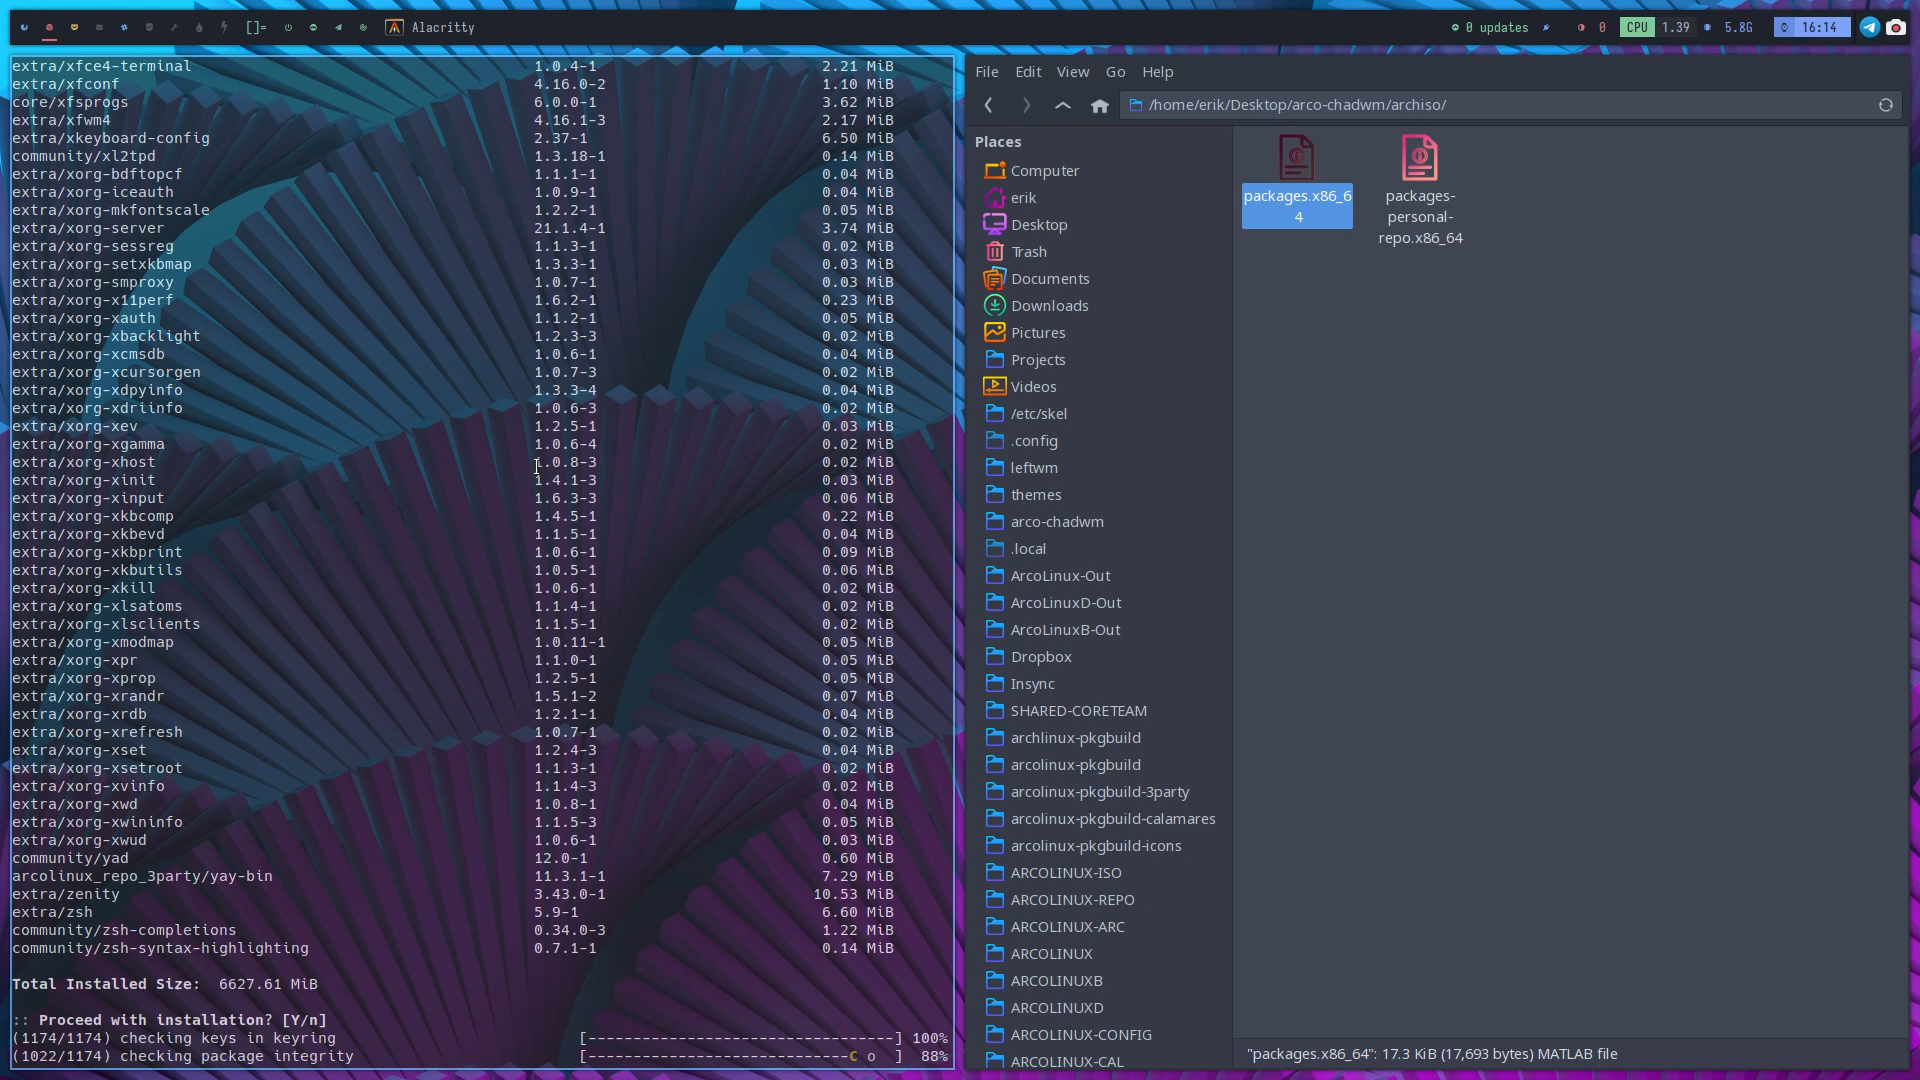 []=
Alacritty
0 updates
0
CPU 1.39
5.8G
16:14
extra/xfce4-terminal 1.0.4-1 2.21 MiB
extra/xfconf 4.16.0-2 1.10 MiB
core/xfsprogs 6.0.0-1 3.62 MiB
extra/xfwm4 4.16.1-3 2.17 MiB
extra/xkeyboard-config 2.37-1 6.50 MiB
community/xl2tpd 1.3.18-1 0.14 MiB
extra/xorg-bdftopcf 1.1.1-1 0.04 MiB
extra/xorg-iceauth 1.0.9-1 0.04 MiB
extra/xorg-mkfontscale 1.2.2-1 0.05 MiB
extra/xorg-server 21.1.4-1 3.74 MiB
extra/xorg-sessreg 1.1.3-1 0.02 MiB
extra/xorg-setxkbmap 1.3.3-1 0.03 MiB
extra/xorg-smproxy 1.0.7-1 0.03 MiB
extra/xorg-x11perf 1.6.2-1 0.23 MiB
extra/xorg-xauth 1.1.2-1 0.05 MiB
extra/xorg-xbacklight 1.2.3-3 0.02 MiB
extra/xorg-xcmsdb 1.0.6-1 0.04 MiB
extra/xorg-xcursorgen 1.0.7-3 0.02 MiB
extra/xorg-xdpyinfo 1.3.3-4 0.04 MiB
extra/xorg-xdriinfo 1.0.6-3 0.02 MiB
extra/xorg-xev 1.2.5-1 0.03 MiB
extra/xorg-xgamma 1.0.6-4 0.02 MiB
extra/xorg-xhost 1.0.8-3 0.02 MiB
extra/xorg-xinit 1.4.1-3 0.03 MiB
extra/xorg-xinput 1.6.3-3 0.06 MiB
extra/xorg-xkbcomp 1.4.5-1 0.22 MiB
extra/xorg-xkbevd 1.1.5-1 0.04 MiB
extra/xorg-xkbprint 1.0.6-1 0.09 MiB
extra/xorg-xkbutils 1.0.5-1 0.06 MiB
extra/xorg-xkill 1.0.6-1 0.02 MiB
extra/xorg-xlsatoms 1.1.4-1 0.02 MiB
extra/xorg-xlsclients 1.1.5-1 0.02 MiB
extra/xorg-xmodmap 1.0.11-1 0.05 MiB
extra/xorg-xpr 1.1.0-1 0.05 MiB
extra/xorg-xprop 1.2.5-1 0.05 MiB
extra/xorg-xrandr 1.5.1-2 0.07 MiB
extra/xorg-xrdb 1.2.1-1 0.04 MiB
extra/xorg-xrefresh 1.0.7-1 0.02 MiB
extra/xorg-xset 1.2.4-3 0.04 MiB
extra/xorg-xsetroot 1.1.3-1 0.02 MiB
extra/xorg-xvinfo 1.1.4-3 0.02 MiB
extra/xorg-xwd 1.0.8-1 0.04 MiB
extra/xorg-xwininfo 1.1.5-3 0.05 MiB
extra/xorg-xwud 1.0.6-1 0.03 MiB
community/yad 12.0-1 0.60 MiB
arcolinux_repo_3party/yay-bin 11.3.1-1 7.29 MiB
extra/zenity 3.43.0-1 10.53 MiB
extra/zsh 5.9-1 6.60 MiB
community/zsh-completions 0.34.0-3 1.22 MiB
community/zsh-syntax-highlighting 0.7.1-1 0.14 MiB
Total Installed Size: 6627.61 MiB
:: Proceed with installation? [Y/n]
(1174/1174) checking keys in keyring [----------------------------------] 100%
(1022/1174) checking package integrity [-----------------------------C o  ] 88%
File Edit View Go Help
/home/erik/Desktop/arco-chadwm/archiso/
Places
Computer
erik
Desktop
Trash
Documents
Downloads
Pictures
Projects
Videos
/etc/skel
.config
leftwm
themes
arco-chadwm
.local
ArcoLinux-Out
ArcoLinuxD-Out
ArcoLinuxB-Out
Dropbox
Insync
SHARED-CORETEAM
archlinux-pkgbuild
arcolinux-pkgbuild
arcolinux-pkgbuild-3party
arcolinux-pkgbuild-calamares
arcolinux-pkgbuild-icons
ARCOLINUX-ISO
ARCOLINUX-REPO
ARCOLINUX-ARC
ARCOLINUX
ARCOLINUXB
ARCOLINUXD
ARCOLINUX-CONFIG
ARCOLINUX-CAL
packages.x86_6
4
packages-
personal-
repo.x86_64
"packages.x86_64": 17.3 KiB (17,693 bytes) MATLAB file